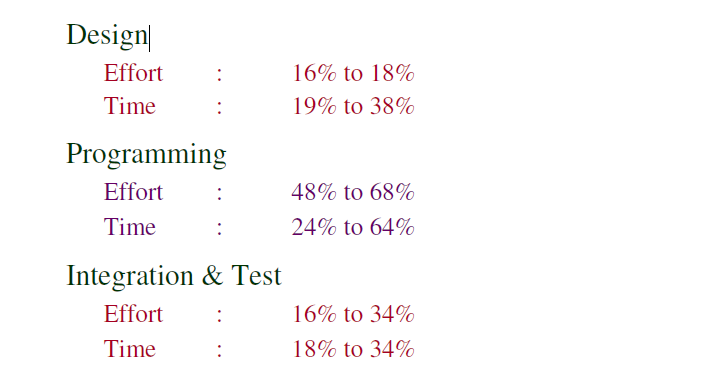 Design
Effort : 16% to 18%
Time : 19% to 38%
Programming
Effort : 48% to 68%
Time : 24% to 64%
Integration & Test
Effort : 16% to 34%
Time : 18% to 34%